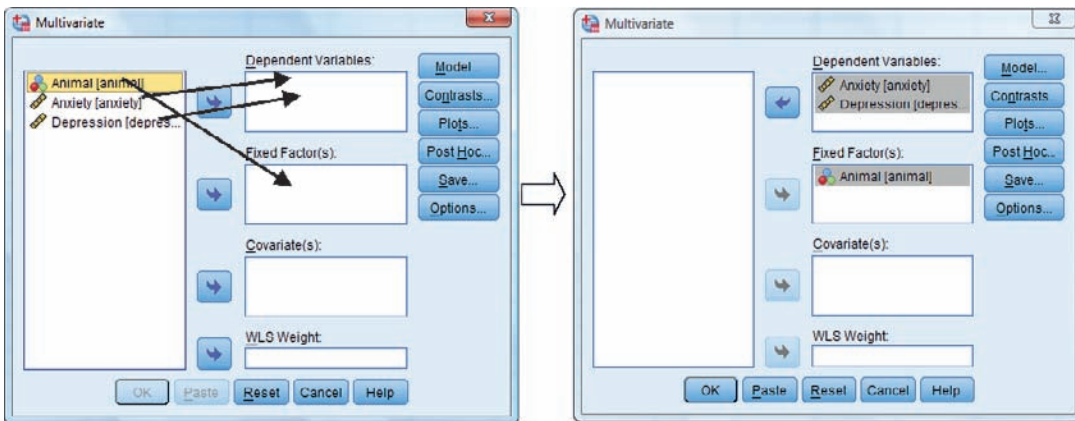 Multivariate
Animal [animal]
Anxiety [anxiety]
Depression [depres...
Dependent Variables:
Fixed Factor(s):
Covariate(s):
WLS Weight:
Model
Contrasts...
Plots...
Post Hoc...
Save...
Options...
OK Paste Reset Cancel Help
Multivariate
Dependent Variables:
Anxiety [anxiety]
Depression [depres
Fixed Factor(s):
Animal [animal]
Covariate(s):
WLS Weight:
Model...
Contrasts
Plots...
Post Hoc...
Save...
Options...
OK Paste Reset Cancel Help